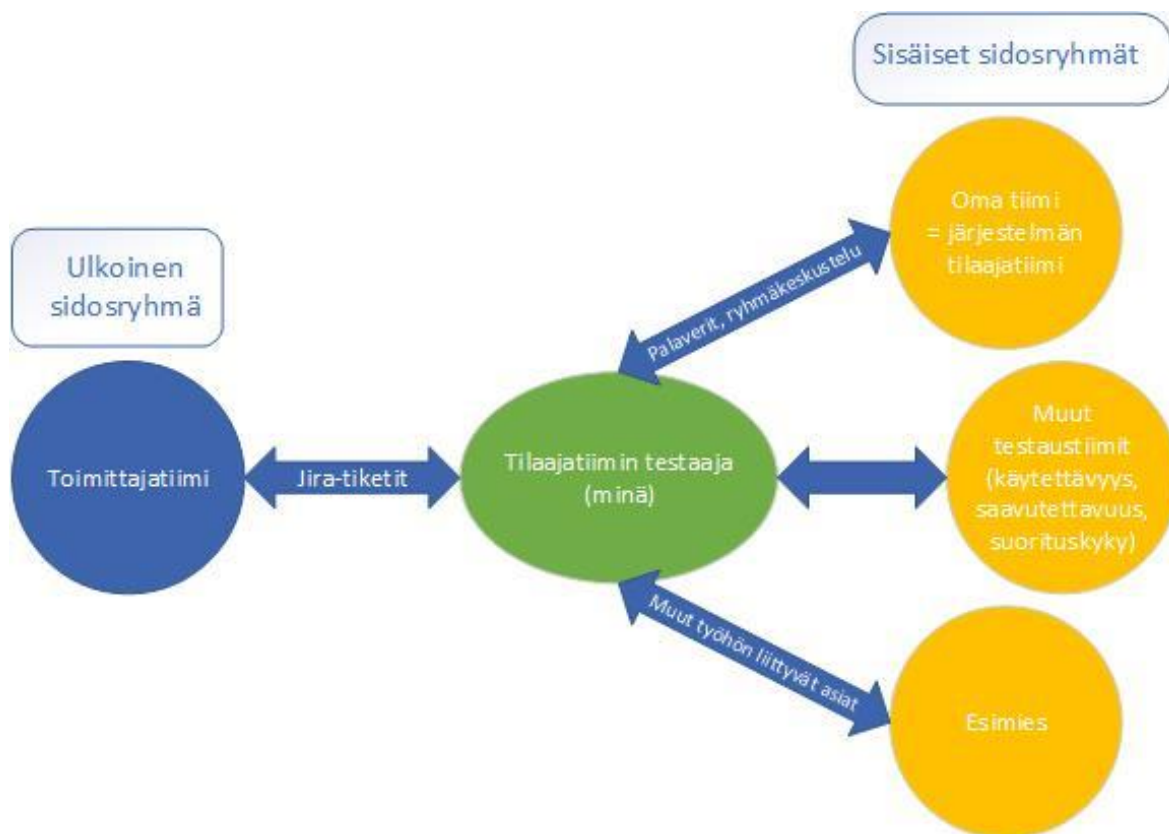 Sisäiset sidosryhmät
Oma tiimi
= järjestelmän
tilaajatiimi
Ulkoinen
sidosryhmä
Palaverit, ryhmäkeskustelu
Toimittajatiimi
Jira-tiketit
Tilaajatiimin testaaja
(minä)
Muut
testaustiimit
(käytettävyys,
saavutettavuus,
suorituskyky)
Muut työhön liittyvät asiat
Esimies